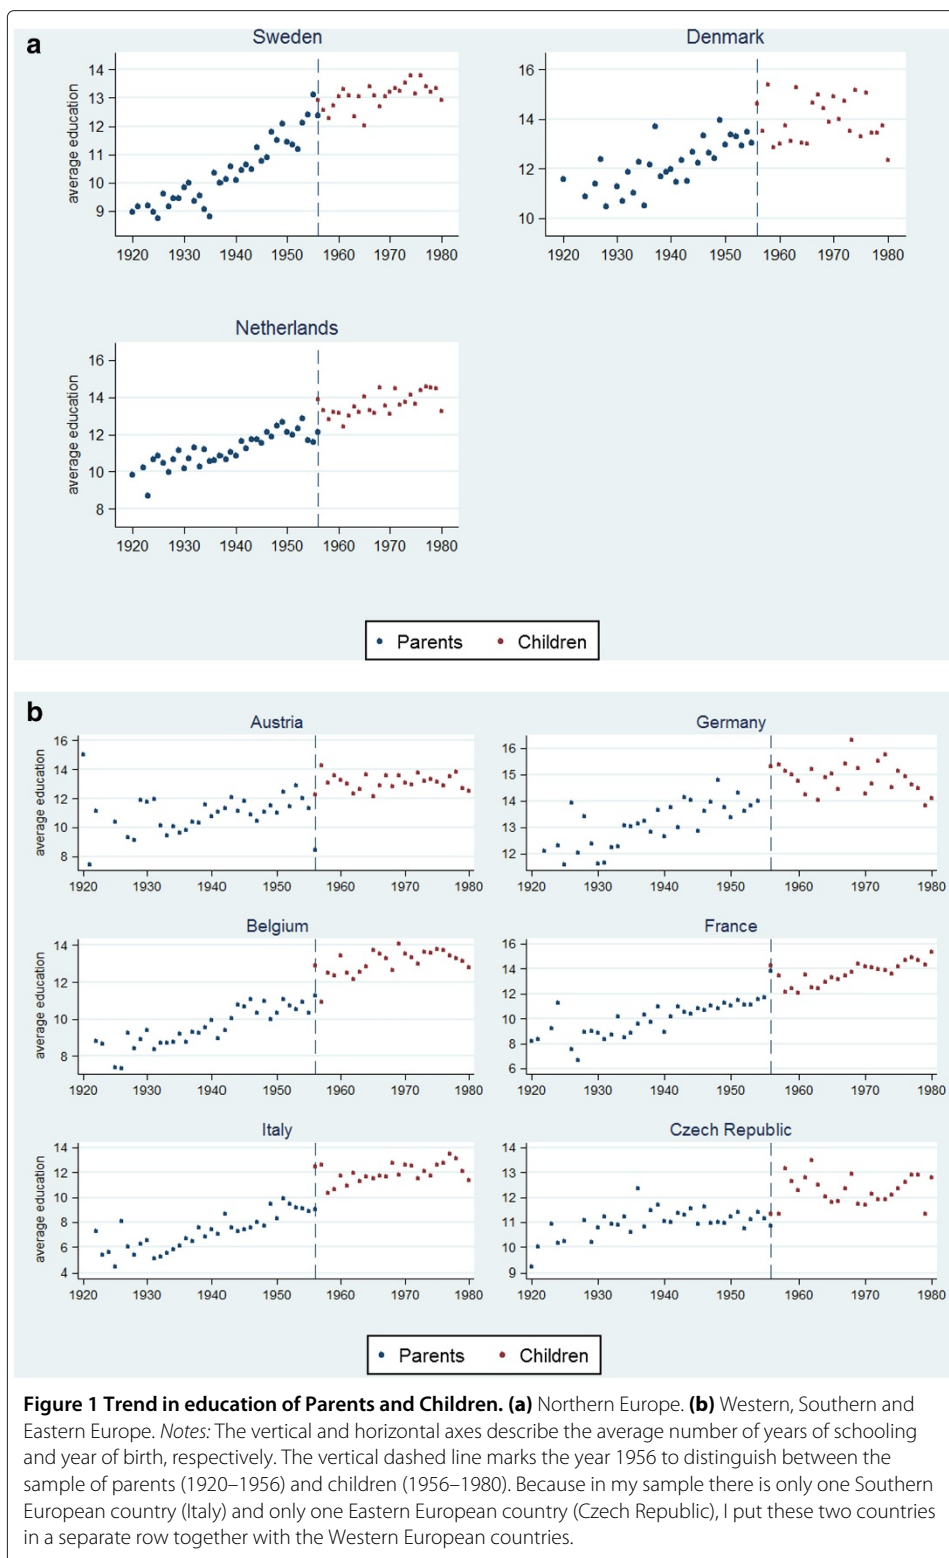 a
Sweden
average education
14
13
12
11
10
9
1920 1930 1940 1950 1960 1970 1980
Denmark
16
14
12
10
1920 1930 1940 1950 1960 1970 1980
Netherlands
average education
16
14
12
10
8
1920 1930 1940 1950 1960 1970 1980
Parents Children
b
Austria
average education
16
14
12
10
8
1920 1930 1940 1950 1960 1970 1980
Germany
16
15
14
13
12
1920 1930 1940 1950 1960 1970 1980
Belgium
average education
14
12
10
8
1920 1930 1940 1950 1960 1970 1980
France
16
14
12
10
8
6
1920 1930 1940 1950 1960 1970 1980
Italy
average education
14
12
10
8
6
4
1920 1930 1940 1950 1960 1970 1980
Czech Republic
14
13
12
11
10
9
1920 1930 1940 1950 1960 1970 1980
Parents Children
Figure 1 Trend in education of Parents and Children. (a) Northern Europe. (b) Western, Southern and
Eastern Europe. Notes: The vertical and horizontal axes describe the average number of years of schooling
and year of birth, respectively. The vertical dashed line marks the year 1956 to distinguish between the
sample of parents (1920–1956) and children (1956–1980). Because in my sample there is only one Southern
European country (Italy) and only one Eastern European country (Czech Republic), I put these two countries
in a separate row together with the Western European countries.